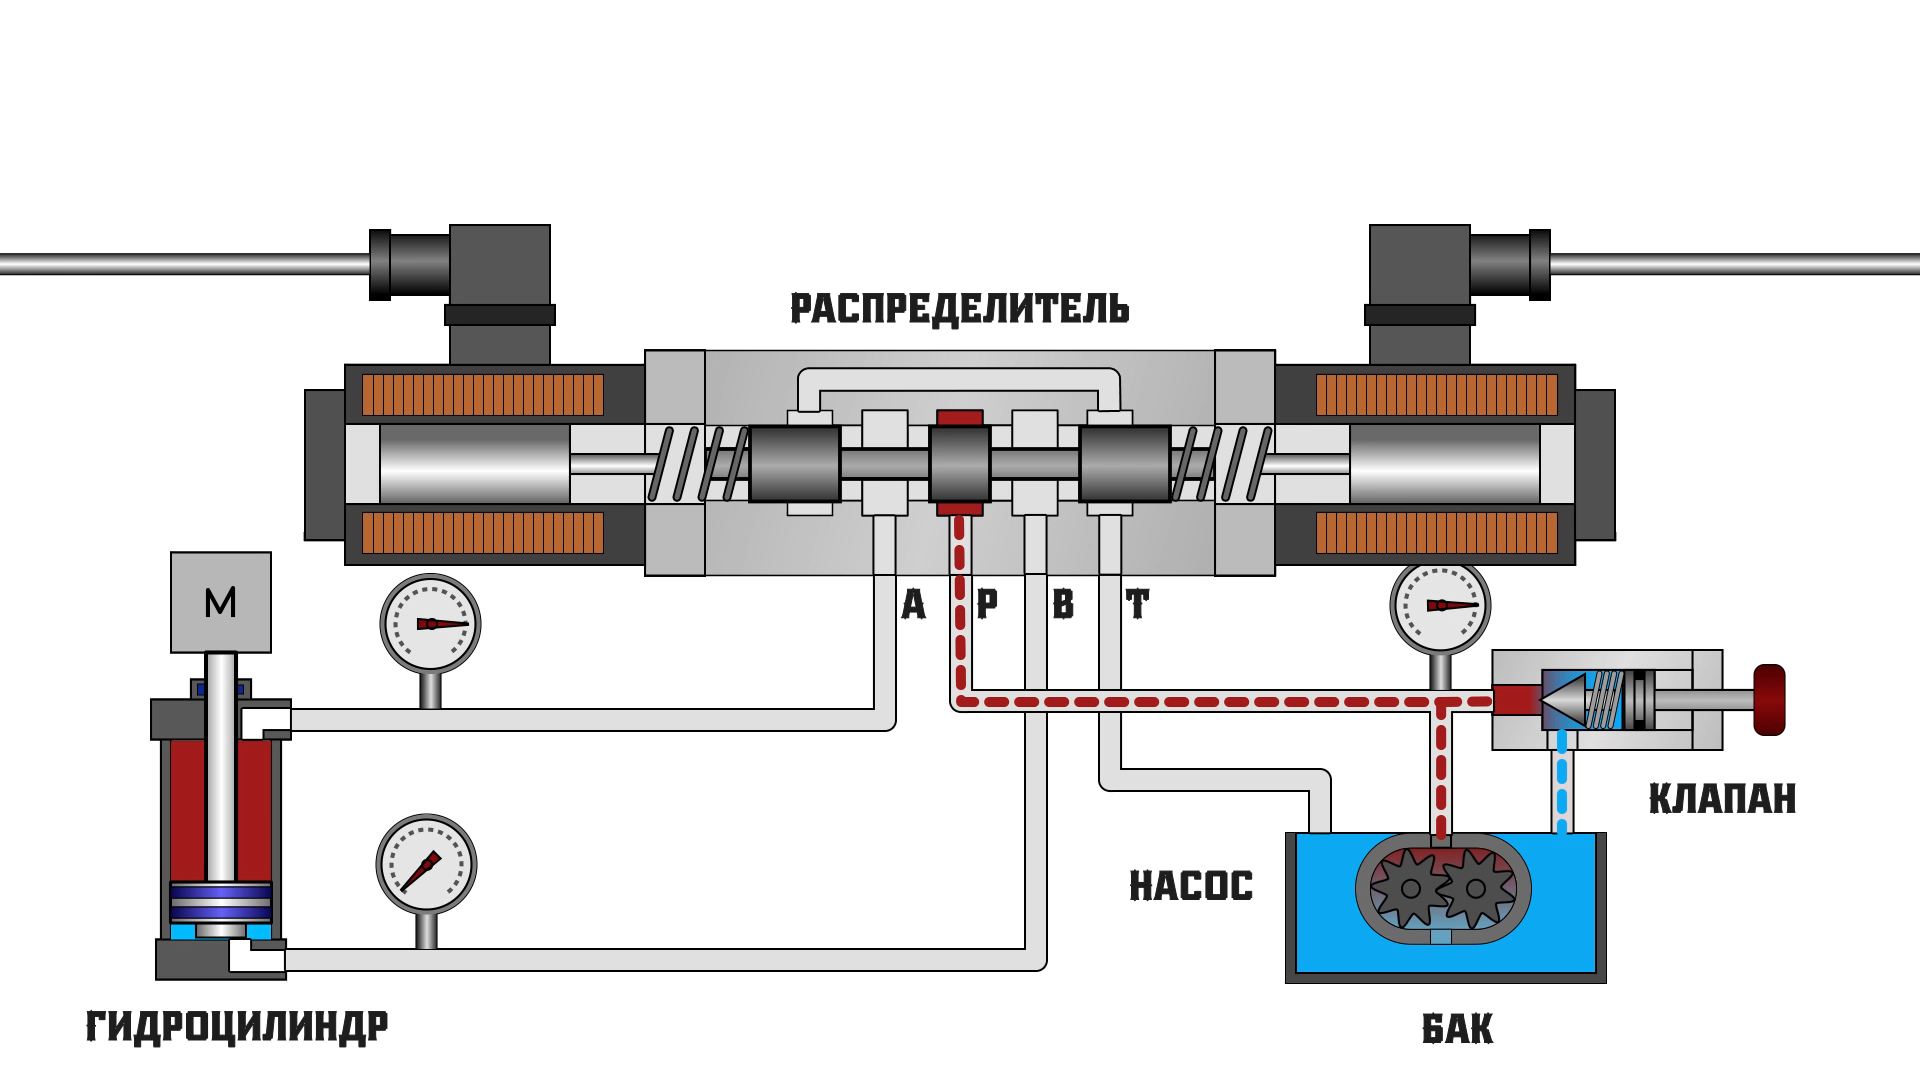 РАСПРЕДЕЛИТЕЛЬ
M
A P B T
КЛАПАН
НАСОС
ГИДРОЦИЛИНДР
БАК